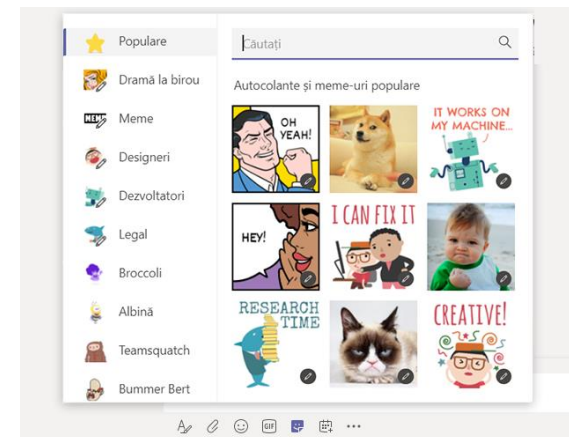 Populare
Dramă la birou
MEME
Meme
Designeri
Dezvoltatori
Legal
Broccoli
Albină
Teamsquatch
Bummer Bert
Căutați
Autocolante și meme-uri populare
OH
YEAH!
IT WORKS ON
MY MACHINE...
HEY!
I CAN FIX IT
RESEARCH
TIME
CREATIVE!
GIF